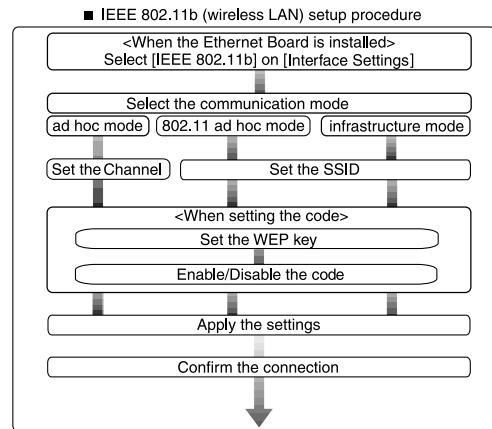 ■ IEEE 802.11b (wireless LAN) setup procedure
<When the Ethernet Board is installed>
Select [IEEE 802.11b] on [Interface Settings]
Select the communication mode
ad hoc mode
802.11 ad hoc mode
infrastructure mode
Set the Channel
Set the SSID
<When setting the code>
Set the WEP key
Enable/Disable the code
Apply the settings
Confirm the connection